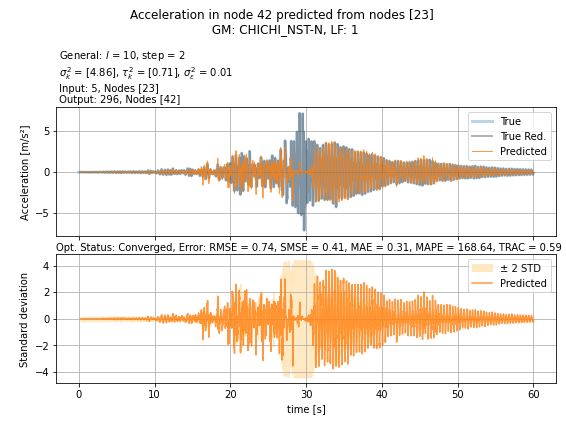 Acceleration in node 42 predicted from nodes [23]
GM: CHICHI_NST-N, LF: 1
General: l = 10, step = 2
σ²ₖ = [4.86], τ²ₖ = [0.71], σ²ε = 0.01
Input: 5, Nodes [23]
Output: 296, Nodes [42]
Acceleration [m/s²]
5
0
−5
True
True Red.
Predicted
Opt. Status: Converged, Error: RMSE = 0.74, SMSE = 0.41, MAE = 0.31, MAPE = 168.64, TRAC = 0.59
Standard deviation
4
2
0
−2
−4
± 2 STD
Predicted
0 10 20 30 40 50 60
time [s]